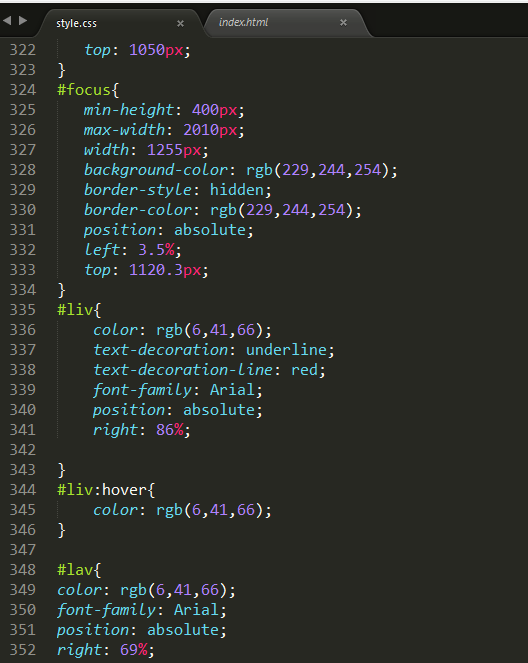 style.css × index.html ×
322 top: 1050px;
323 }
324 #focus{
325 min-height: 400px;
326 max-width: 2010px;
327 width: 1255px;
328 background-color: rgb(229,244,254);
329 border-style: hidden;
330 border-color: rgb(229,244,254);
331 position: absolute;
332 left: 3.5%;
333 top: 1120.3px;
334 }
335 #liv{
336 color: rgb(6,41,66);
337 text-decoration: underline;
338 text-decoration-line: red;
339 font-family: Arial;
340 position: absolute;
341 right: 86%;
342
343 }
344 #liv:hover{
345 color: rgb(6,41,66);
346 }
347
348 #lav{
349 color: rgb(6,41,66);
350 font-family: Arial;
351 position: absolute;
352 right: 69%;